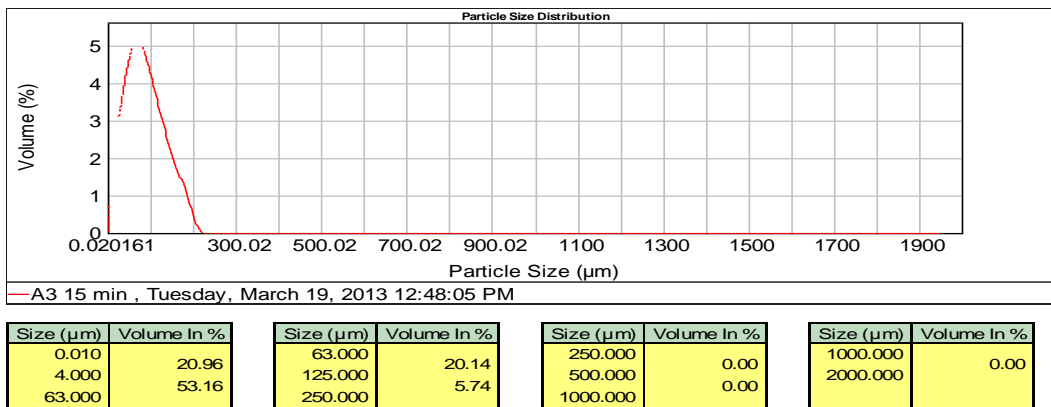 Particle Size Distribution
5
4
3
2
1
0
Volume (%)
0.020161 300.02 500.02 700.02 900.02 1100 1300 1500 1700 1900
Particle Size (µm)
A3 15 min , Tuesday, March 19, 2013 12:48:05 PM
Size (µm) Volume In %
0.010
20.96
4.000
53.16
63.000
Size (µm) Volume In %
63.000
20.14
125.000
5.74
250.000
Size (µm) Volume In %
250.000
0.00
500.000
0.00
1000.000
Size (µm) Volume In %
1000.000
0.00
2000.000